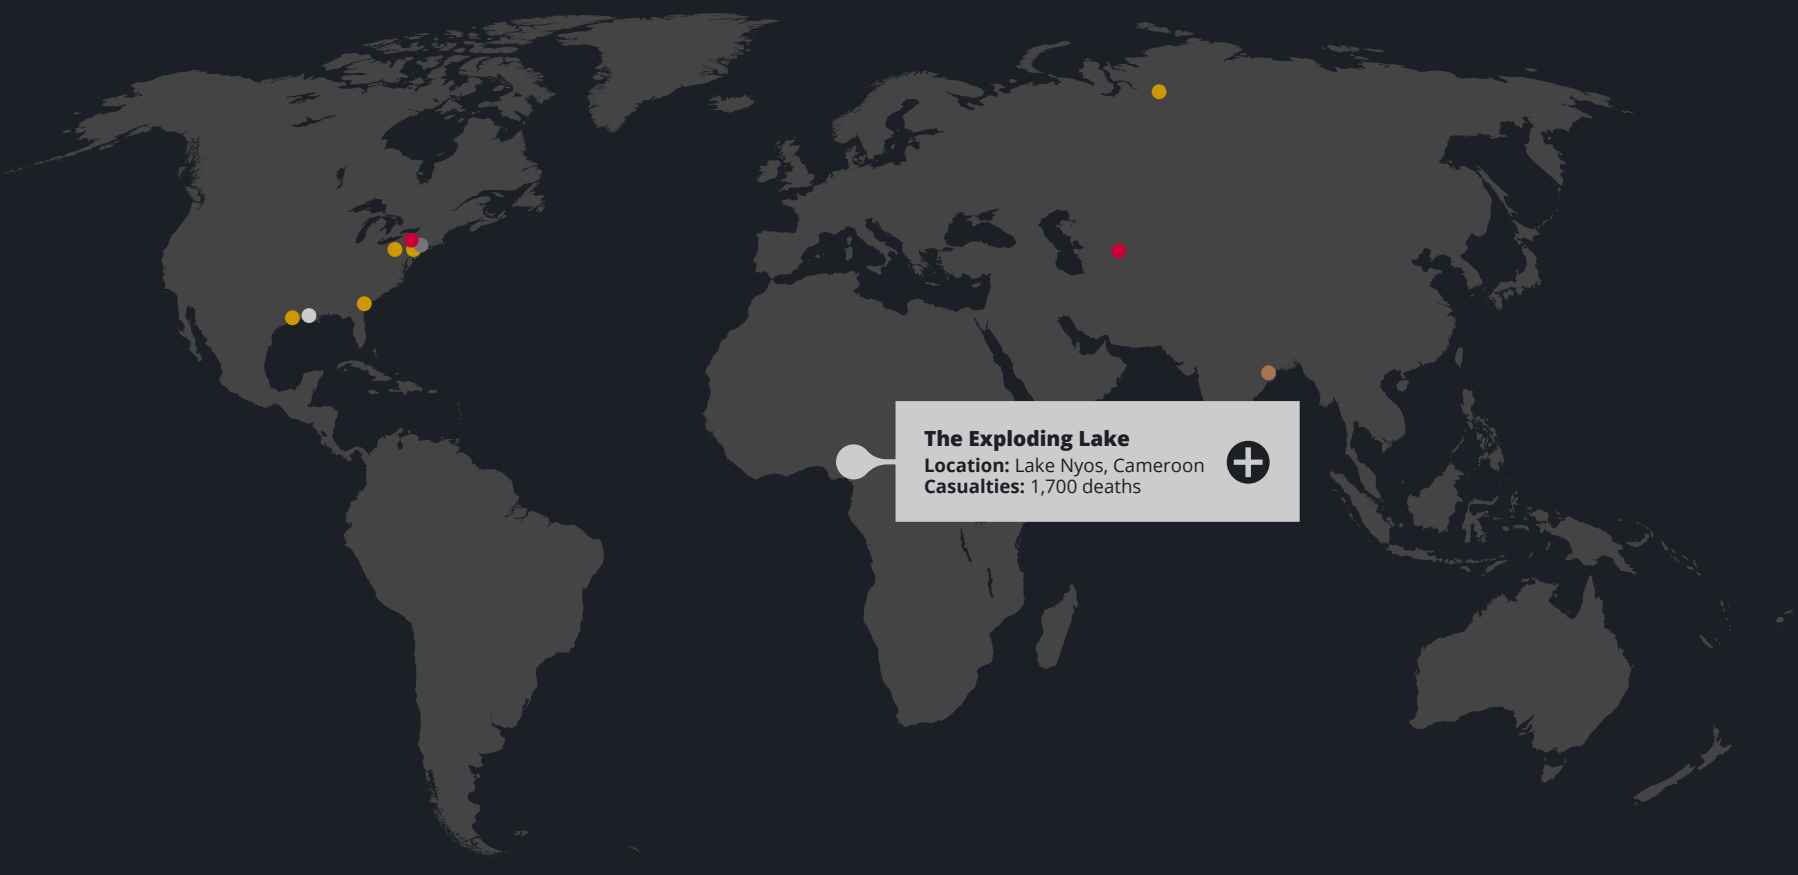 The Exploding Lake
Location: Lake Nyos, Cameroon
Casualties: 1,700 deaths